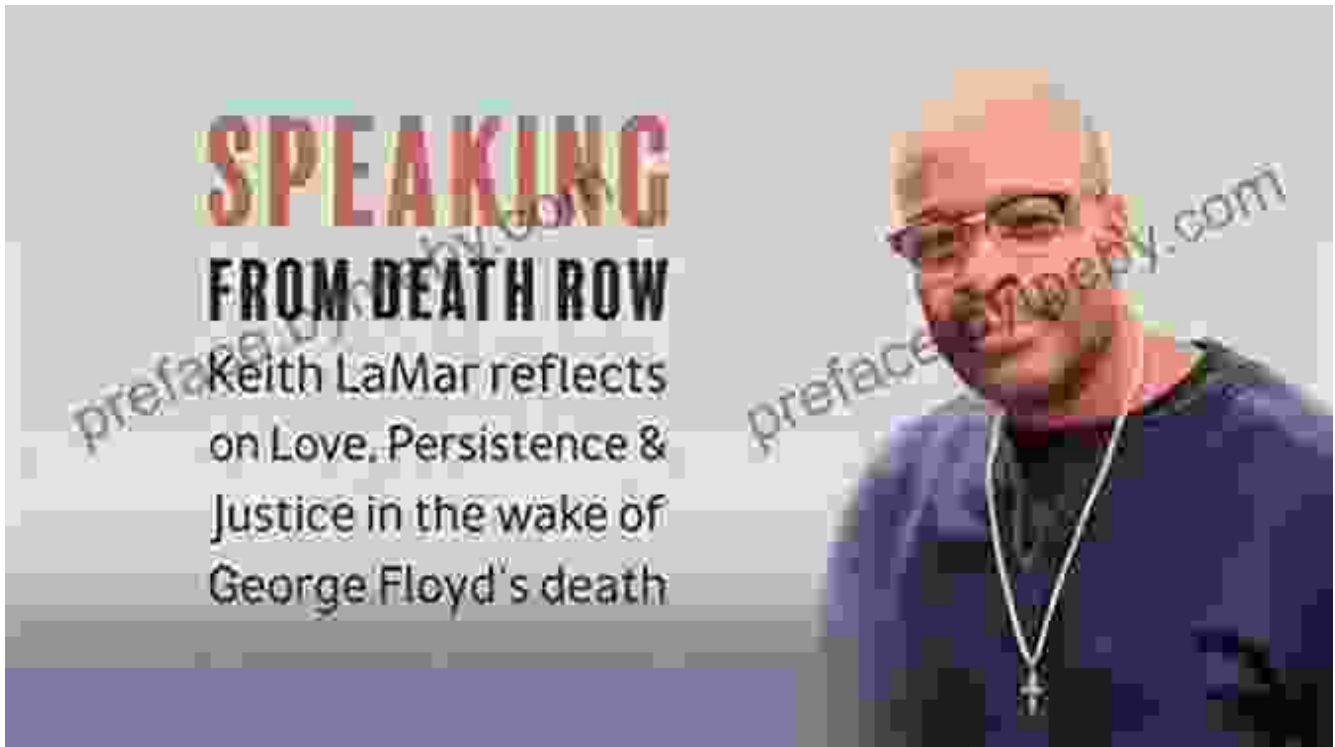 SPEAKING
FROM DEATH ROW
Keith LaMar reflects
on Love, Persistence &
Justice in the wake of
George Floyd's death